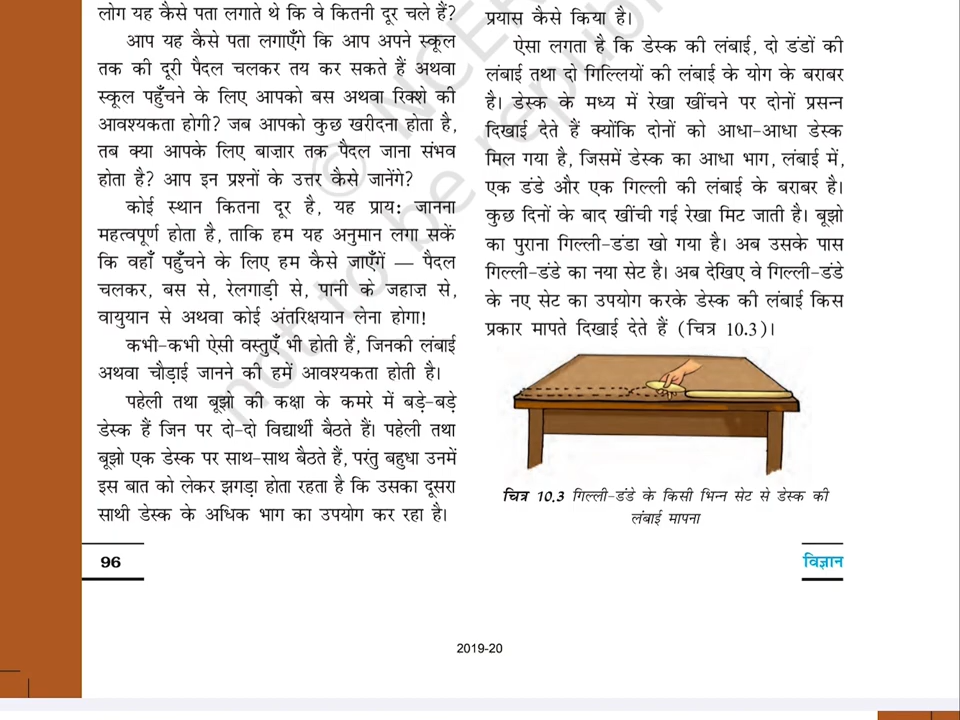 लोग यह कैसे पता लगाते थे कि वे कितनी दूर चले हैं?
आप यह कैसे पता लगाएँगे कि आप अपने स्कूल
तक की दूरी पैदल चलकर तय कर सकते हैं अथवा
स्कूल पहुँचने के लिए आपको बस अथवा रिक्शे की
आवश्यकता होगी? जब आपको कुछ खरीदना होता है,
तब क्या आपके लिए बाज़ार तक पैदल जाना संभव
होता है? आप इन प्रश्नों के उत्तर कैसे जानेंगे?
कोई स्थान कितना दूर है, यह प्राय: जानना
महत्वपूर्ण होता है, ताकि हम यह अनुमान लगा सकें
कि वहाँ पहुँचने के लिए हम कैसे जाएँगें — पैदल
चलकर, बस से, रेलगाड़ी से, पानी के जहाज़ से,
वायुयान से अथवा कोई अंतरिक्षयान लेना होगा!
कभी-कभी ऐसी वस्तुएँ भी होती हैं, जिनकी लंबाई
अथवा चौड़ाई जानने की हमें आवश्यकता होती है।
पहेली तथा बूझो की कक्षा के कमरे में बड़े-बड़े
डेस्क हैं जिन पर दो-दो विद्यार्थी बैठते हैं। पहेली तथा
बूझो एक डेस्क पर साथ-साथ बैठते हैं, परंतु बहुधा उनमें
इस बात को लेकर झगड़ा होता रहता है कि उसका दूसरा
साथी डेस्क के अधिक भाग का उपयोग कर रहा है।
प्रयास कैसे किया है।
ऐसा लगता है कि डेस्क की लंबाई, दो डंडों की
लंबाई तथा दो गिल्लियों की लंबाई के योग के बराबर
है। डेस्क के मध्य में रेखा खींचने पर दोनों प्रसन्न
दिखाई देते हैं क्योंकि दोनों को आधा-आधा डेस्क
मिल गया है, जिसमें डेस्क का आधा भाग, लंबाई में,
एक डंडे और एक गिल्ली की लंबाई के बराबर है।
कुछ दिनों के बाद खींची गई रेखा मिट जाती है। बूझो
का पुराना गिल्ली-डंडा खो गया है। अब उसके पास
गिल्ली-डंडे का नया सेट है। अब देखिए वे गिल्ली-डंडे
के नए सेट का उपयोग करके डेस्क की लंबाई किस
प्रकार मापते दिखाई देते हैं (चित्र 10.3)।
चित्र 10.3 गिल्ली-डंडे के किसी भिन्न सेट से डेस्क की
लंबाई मापना
96
विज्ञान
2019-20
© NCER
not to be republi